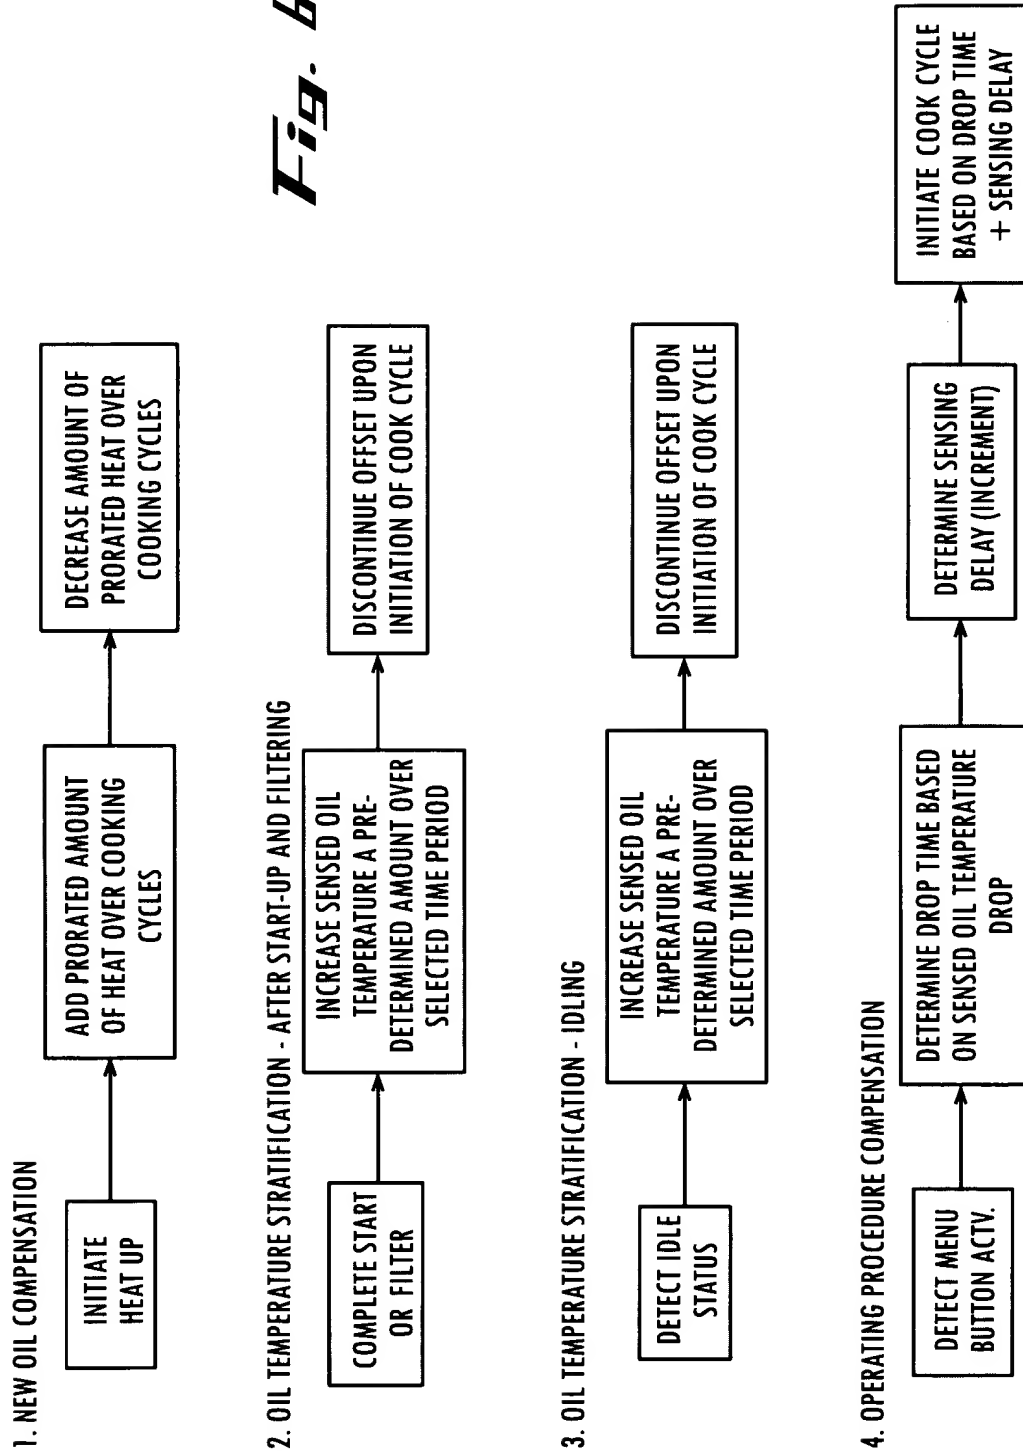 1. NEW OIL COMPENSATION
INITIATE
HEAT UP
ADD PRORATED AMOUNT
OF HEAT OVER COOKING
CYCLES
DECREASE AMOUNT OF
PRORATED HEAT OVER
COOKING CYCLES
Fig. 6
2. OIL TEMPERATURE STRATIFICATION - AFTER START-UP AND FILTERING
COMPLETE START
OR FILTER
INCREASE SENSED OIL
TEMPERATURE A PRE-
DETERMINED AMOUNT OVER
SELECTED TIME PERIOD
DISCONTINUE OFFSET UPON
INITIATION OF COOK CYCLE
3. OIL TEMPERATURE STRATIFICATION - IDLING
DETECT IDLE
STATUS
INCREASE SENSED OIL
TEMPERATURE A PRE-
DETERMINED AMOUNT OVER
SELECTED TIME PERIOD
DISCONTINUE OFFSET UPON
INITIATION OF COOK CYCLE
4. OPERATING PROCEDURE COMPENSATION
DETECT MENU
BUTTON ACTV.
DETERMINE DROP TIME BASED
ON SENSED OIL TEMPERATURE
DROP
DETERMINE SENSING
DELAY (INCREMENT)
INITIATE COOK CYCLE
BASED ON DROP TIME
+ SENSING DELAY